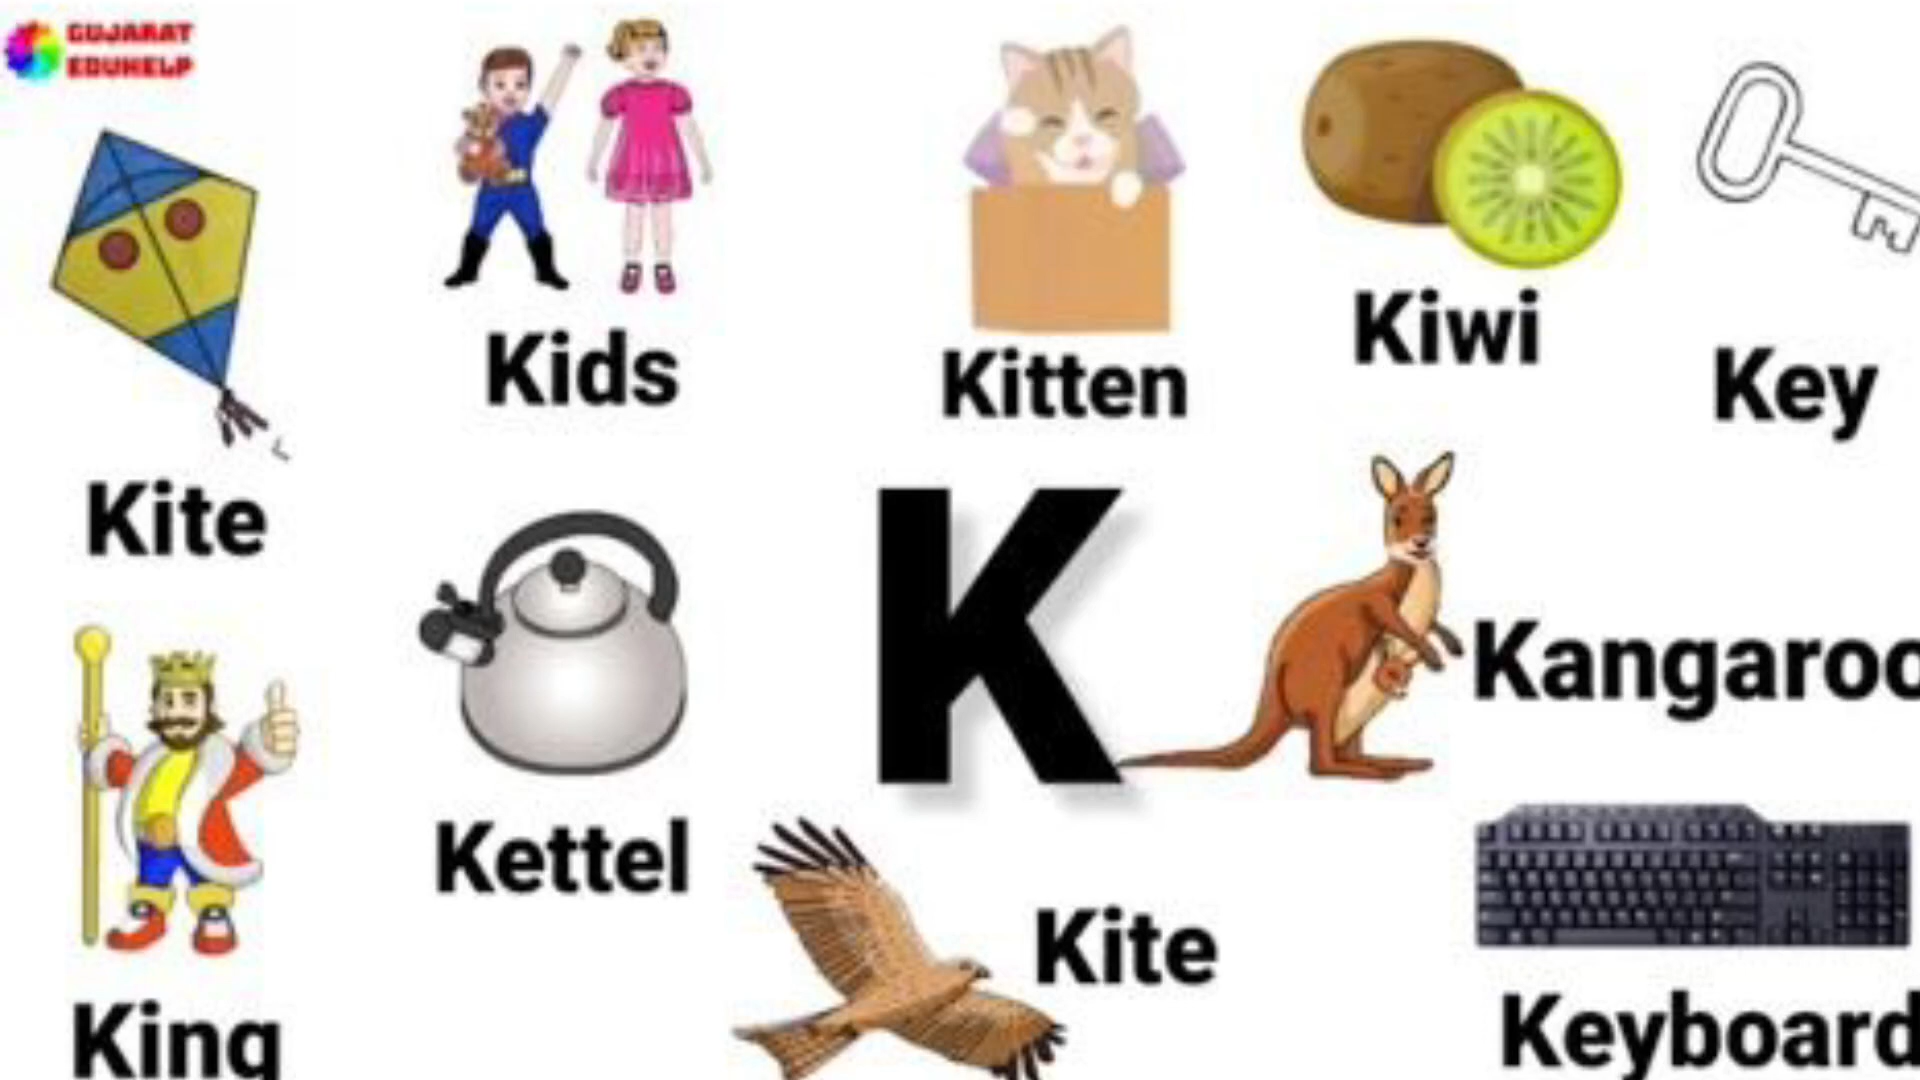 GUJARAT
EDUHELP
Kids
Kitten
Kiwi
Key
Kite
K
Kangaroo
Kettel
Kite
King
Keyboard